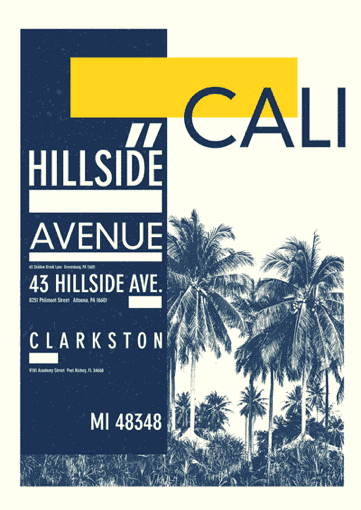 CALI
HILLSIDE
AVENUE
43 HILLSIDE AVE.
8251 Philmont Street Altoona, PA 16601
CLARKSTON
9193 Academy Street Port Richey, FL 34668
MI 48348